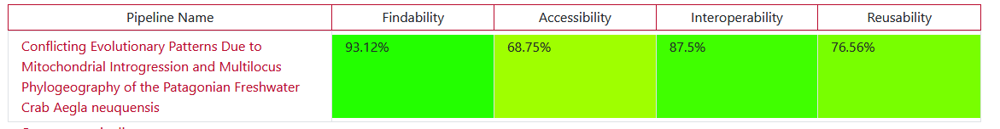 Pipeline Name Findability Accessibility Interoperability Reusability
Conflicting Evolutionary Patterns Due to 93.12% 68.75% 87.5% 76.56%
Mitochondrial Introgression and Multilocus
Phylogeography of the Patagonian Freshwater
Crab Aegla neuquensis